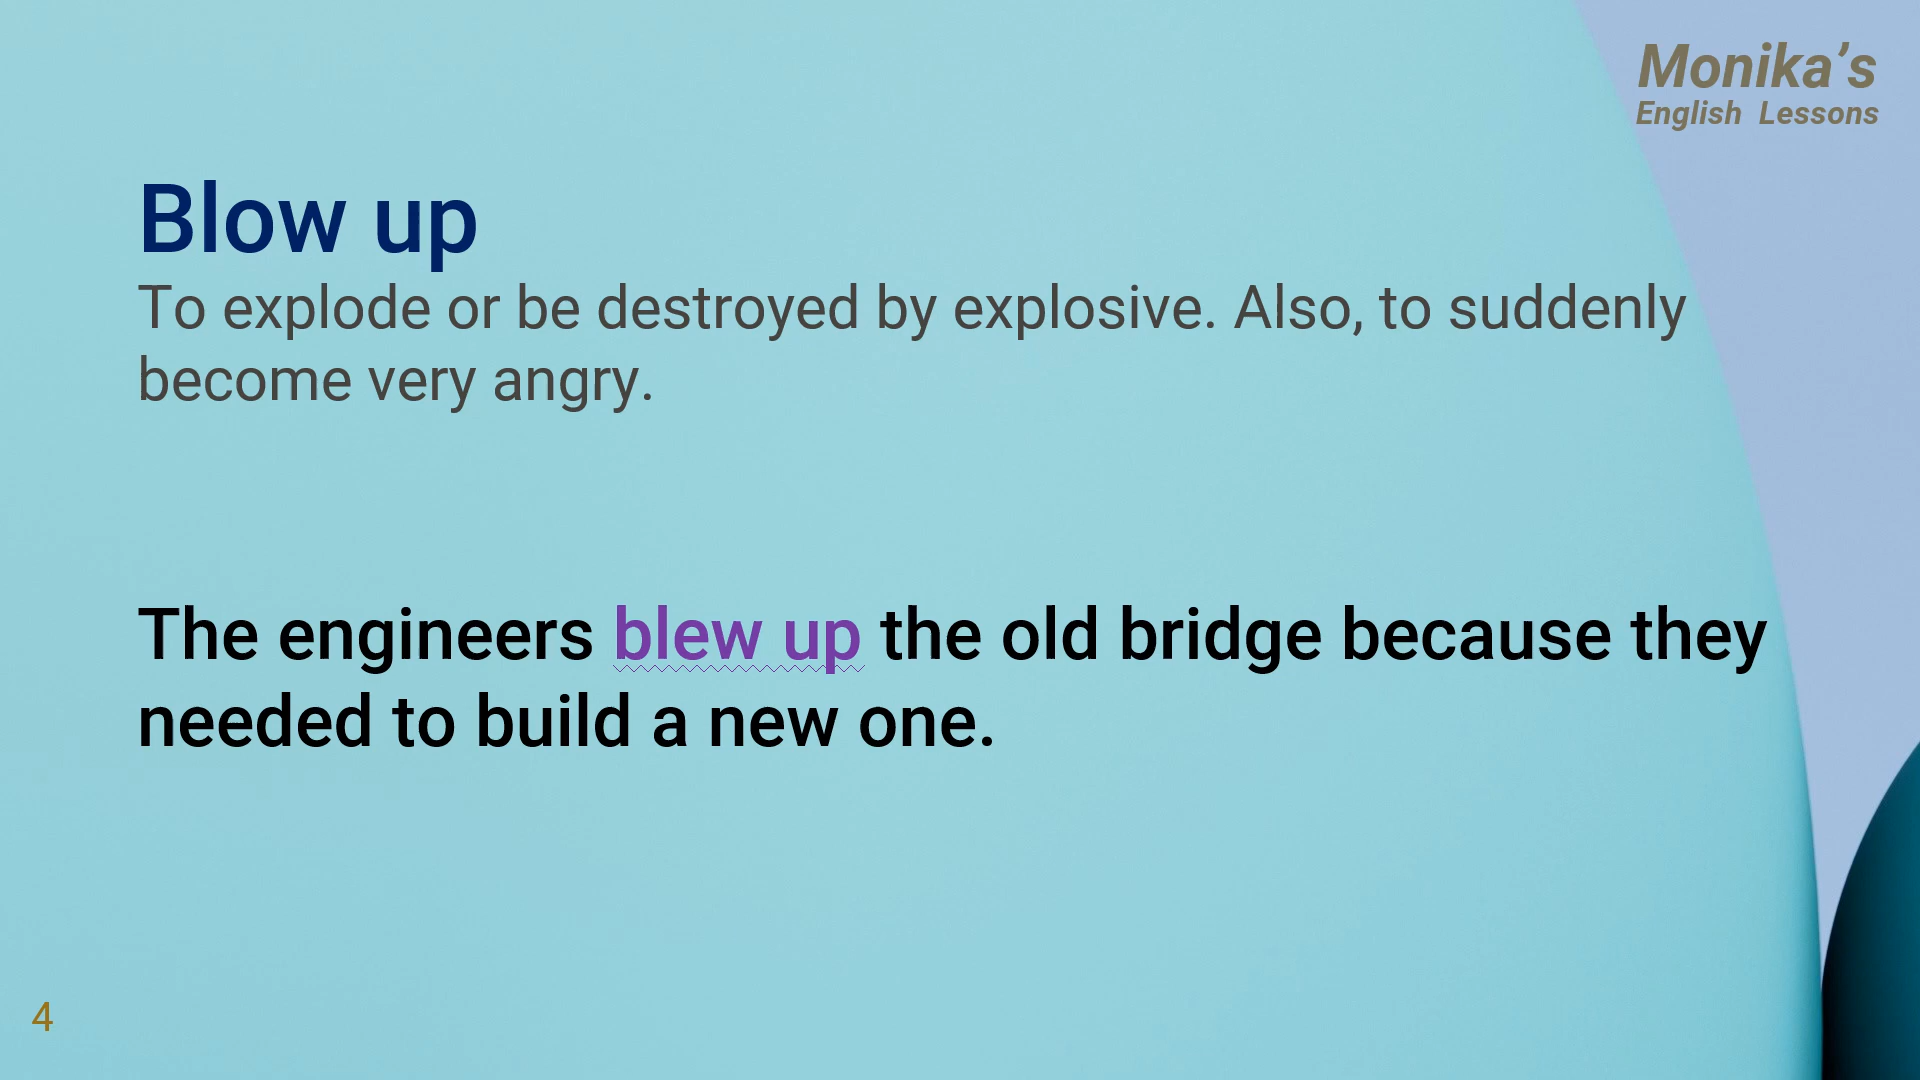 Monika’s
English Lessons
Blow up
To explode or be destroyed by explosive. Also, to suddenly
become very angry.
The engineers blew up the old bridge because they
needed to build a new one.
4